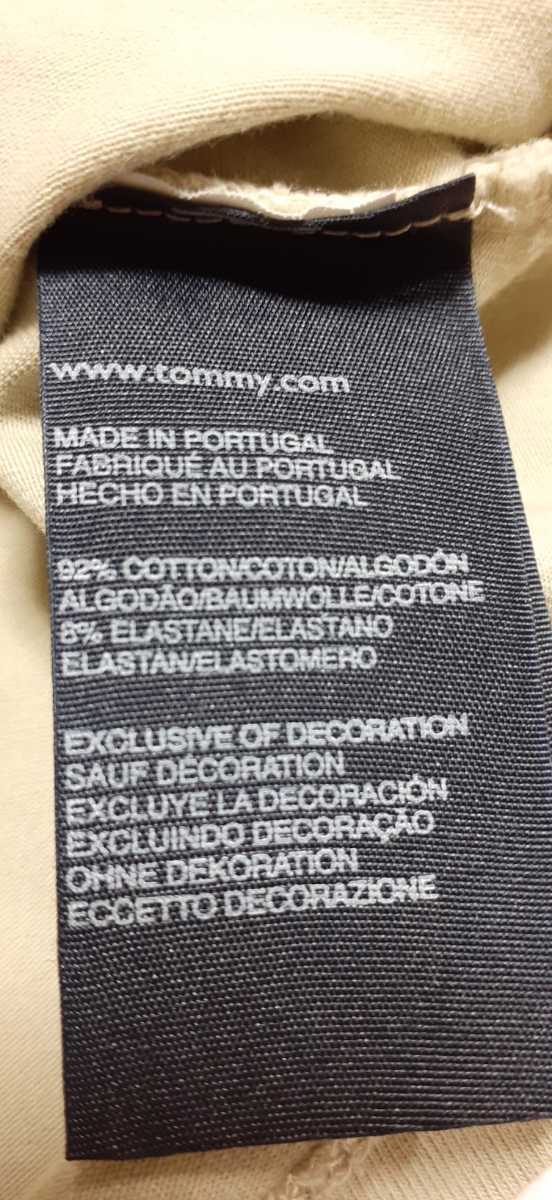 www.tommy.com
MADE IN PORTUGAL
FABRIQUÉ AU PORTUGAL
HECHO EN PORTUGAL
92% COTTON/COTON/ALGODÓN
ALGODÃO/BAUMWOLLE/COTONE
8% ELASTANE/ELASTANO
ELASTAN/ELASTOMERO
EXCLUSIVE OF DECORATION
SAUF DÉCORATION
EXCLUYE LA DECORACIÓN
EXCLUINDO DECORAÇÃO
OHNE DEKORATION
ECCETTO DECORAZIONE